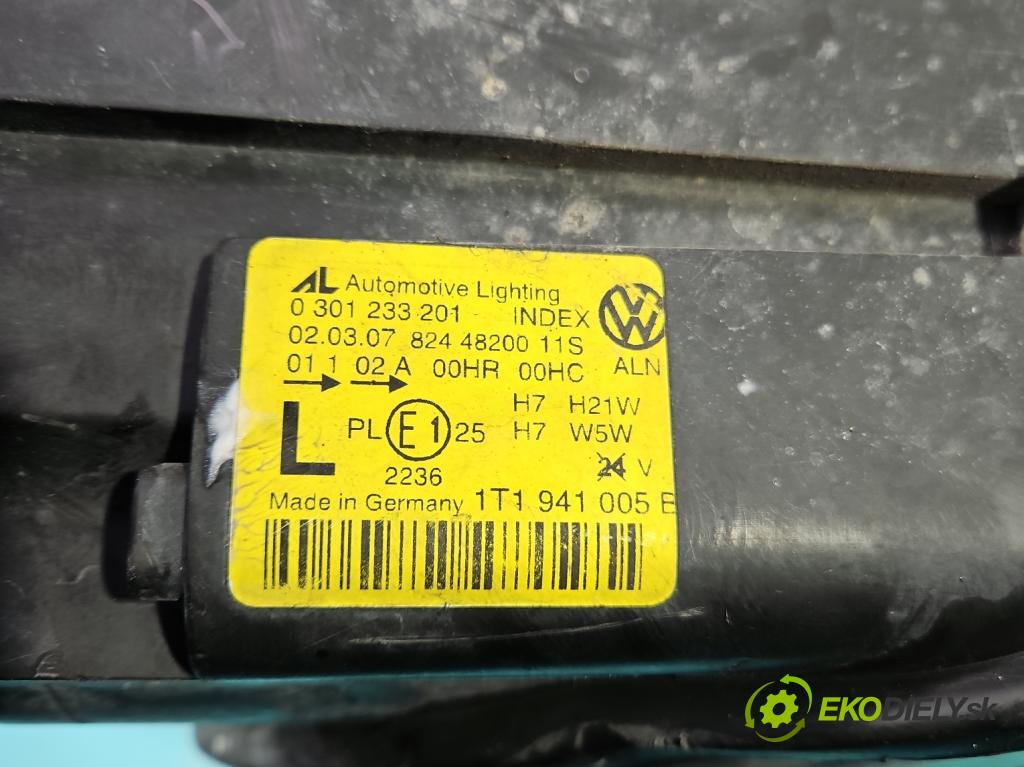 AL Automotive Lighting
0 301 233 201 INDEX
02.03.07 824 48200 11S
ALN
01 1 02 A 00HR 00HC
H7 H21W
L PL E1 25 H7 W5W
2236 24 V
Made in Germany 1T1 941 005 B
EKODIELY.sk